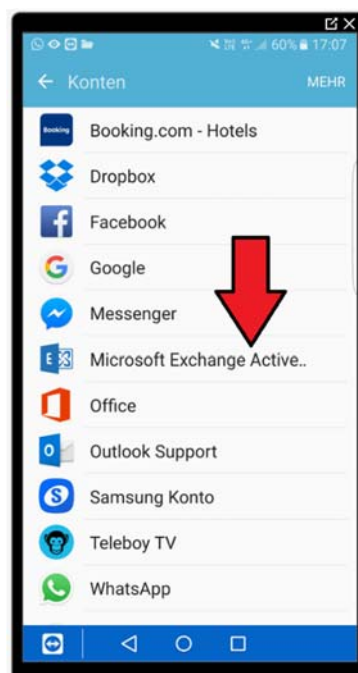 60% 17:07
Konten MEHR
Booking Booking.com - Hotels
Dropbox
Facebook
Google
Messenger
E Microsoft Exchange Active..
Office
o Outlook Support
S Samsung Konto
Teleboy TV
WhatsApp